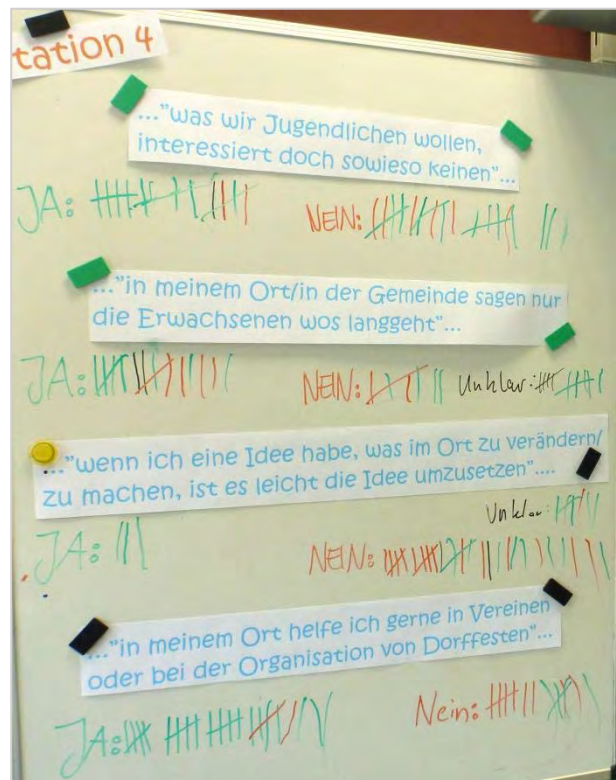 tation 4
..."was wir Jugendlichen wollen,
interessiert doch sowieso keinen"...
JA:
NEIN:
..."in meinem Ort/in der Gemeinde sagen nur
die Erwachsenen wos langgeht"...
JA:
NEIN:
Unklar:
..."wenn ich eine Idee habe, was im Ort zu verändern/
zu machen, ist es leicht die Idee umzusetzen"....
Unklar:
JA: |||
NEIN:
..."in meinem Ort helfe ich gerne in Vereinen
oder bei der Organisation von Dorffesten"...
JA:
Nein: